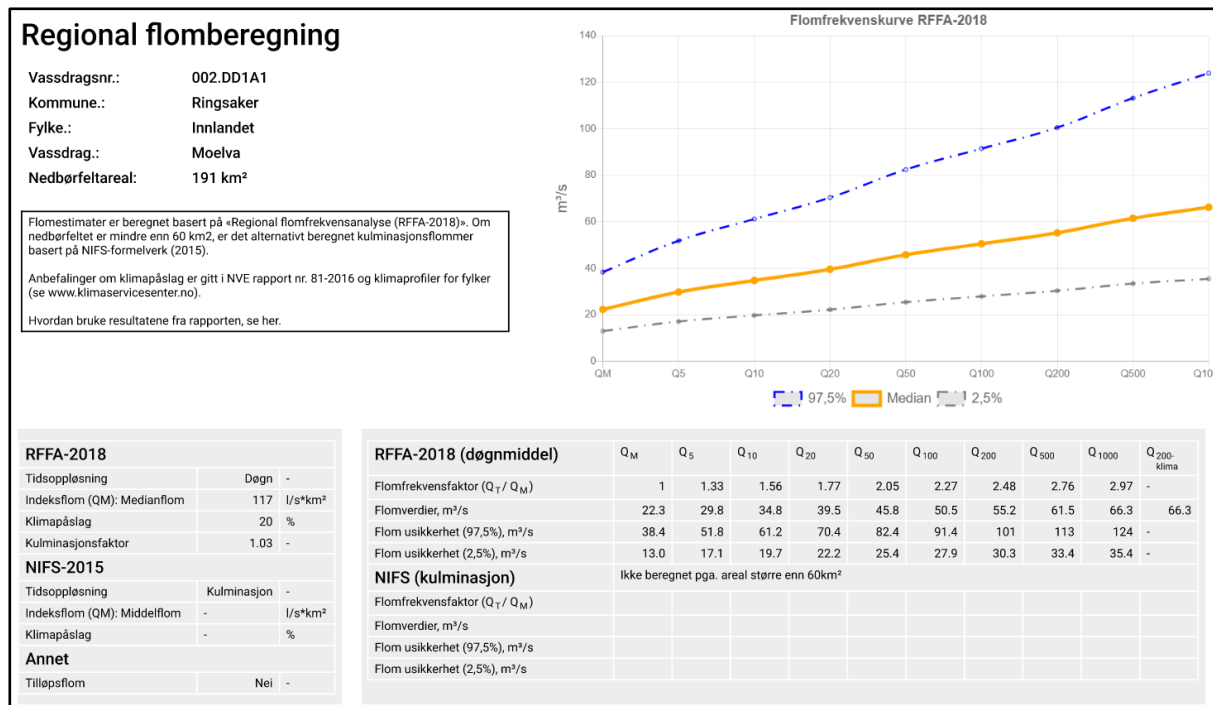 Regional flomberegning
Vassdragsnr.: 002.DD1A1
Kommune.: Ringsaker
Fylke.: Innlandet
Vassdrag.: Moelva
Nedbørfeltareal: 191 km²
Flomestimater er beregnet basert på «Regional flomfrekvensanalyse (RFFA-2018)». Om
nedbørfeltet er mindre enn 60 km2, er det alternativt beregnet kulminasjonsflommer
basert på NIFS-formelverk (2015).
Anbefalinger om klimapåslag er gitt i NVE rapport nr. 81-2016 og klimaprofiler for fylker
(se www.klimaservicesenter.no).
Hvordan bruke resultatene fra rapporten, se her.
Flomfrekvenskurve RFFA-2018
m³/s
140
120
100
80
60
40
20
0
QM Q5 Q10 Q20 Q50 Q100 Q200 Q500 Q10
97,5% Median 2,5%
RFFA-2018
Tidsoppløsning Døgn -
Indeksflom (QM): Medianflom 117 l/s*km²
Klimapåslag 20 %
Kulminasjonsfaktor 1.03 -
NIFS-2015
Tidsoppløsning Kulminasjon -
Indeksflom (QM): Middelflom - l/s*km²
Klimapåslag - %
Annet
Tilløpsflom Nei -
RFFA-2018 (døgnmiddel) QM Q5 Q10 Q20 Q50 Q100 Q200 Q500 Q1000 Q200-klima
Flomfrekvensfaktor (QT / QM) 1 1.33 1.56 1.77 2.05 2.27 2.48 2.76 2.97 -
Flomverdier, m³/s 22.3 29.8 34.8 39.5 45.8 50.5 55.2 61.5 66.3 66.3
Flom usikkerhet (97,5%), m³/s 38.4 51.8 61.2 70.4 82.4 91.4 101 113 124 -
Flom usikkerhet (2,5%), m³/s 13.0 17.1 19.7 22.2 25.4 27.9 30.3 33.4 35.4 -
NIFS (kulminasjon) Ikke beregnet pga. areal større enn 60km²
Flomfrekvensfaktor (QT / QM)
Flomverdier, m³/s
Flom usikkerhet (97,5%), m³/s
Flom usikkerhet (2,5%), m³/s